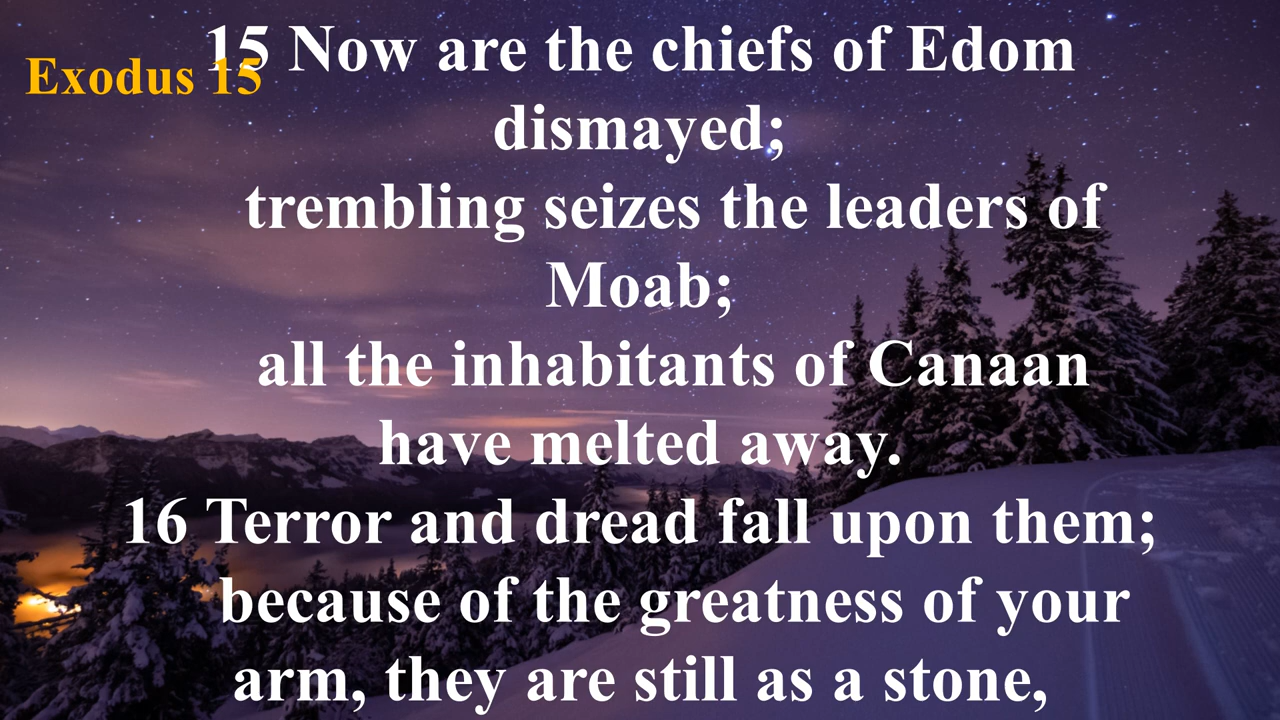 Exodus 15
15 Now are the chiefs of Edom
dismayed;
trembling seizes the leaders of
Moab;
all the inhabitants of Canaan
have melted away.
16 Terror and dread fall upon them;
because of the greatness of your
arm, they are still as a stone,